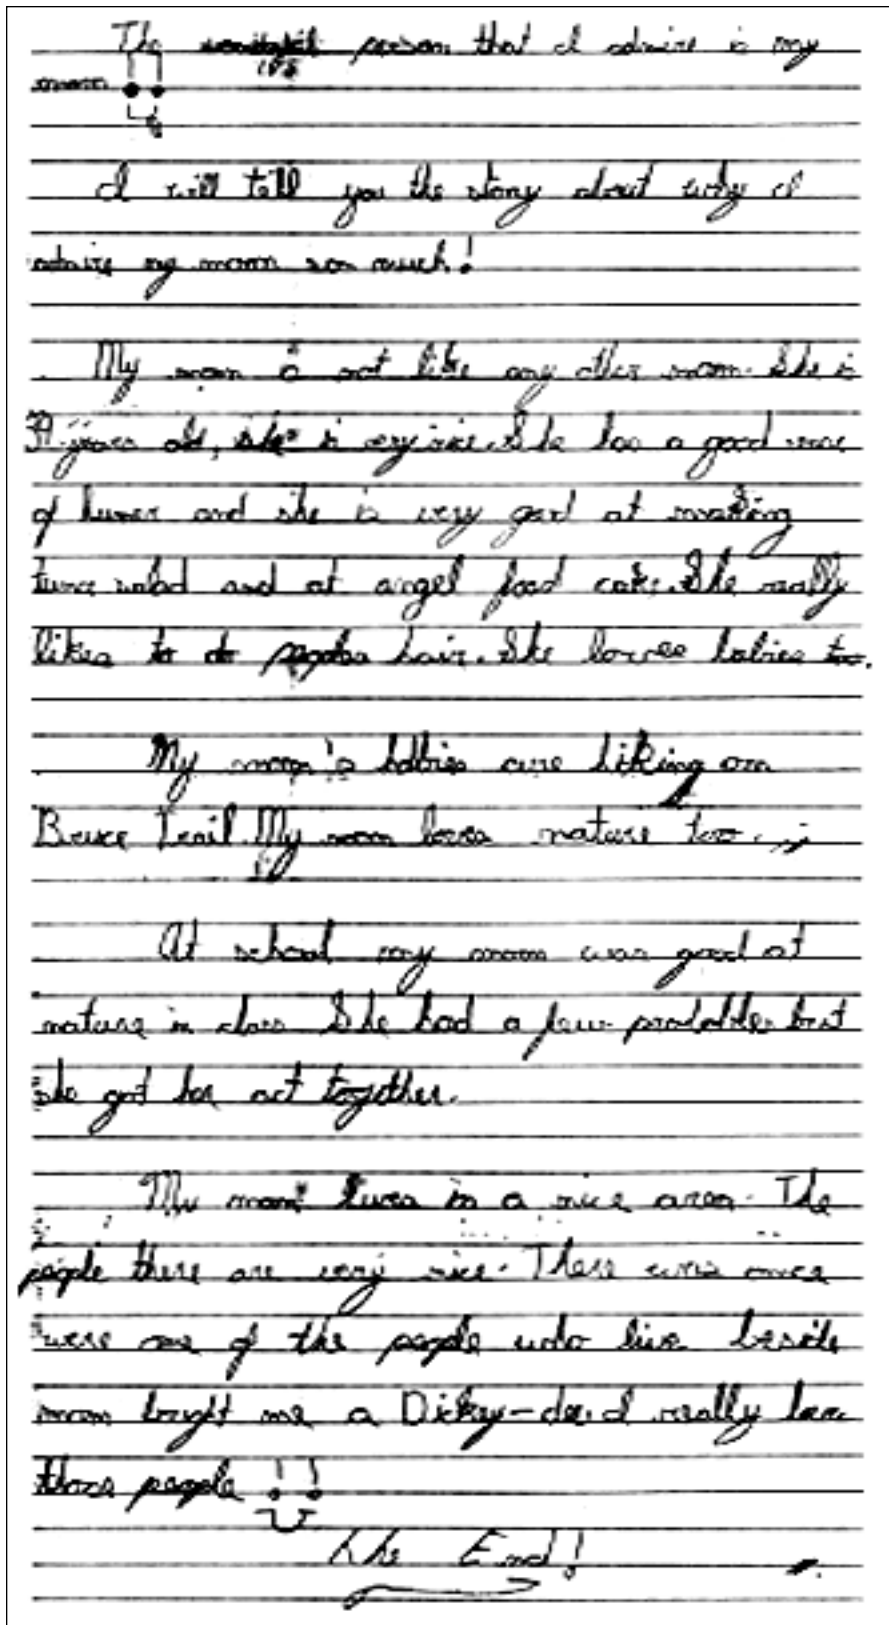 The person that I admire is my
mom !!
I will tell you the story about why I
admire my mom soo much!
My mom is not like any other mom. She is
years old, she is very nice. She has a good
of humer and she is very good at making
tuna salad and at angel food cake. She really
likes to do peoples hair. She loves babies too.
My mom's hobbies are hiking on
Bruce Trail. My mom loves nature too.
At school my mom was good at
nature in class. She had a few but
she got her act together.
My mom lives in a nice area. The
people there are very nice. There was once
were one of the people who live beside
mom bought me a Dickey-dee. I really love
those people !!
The End!